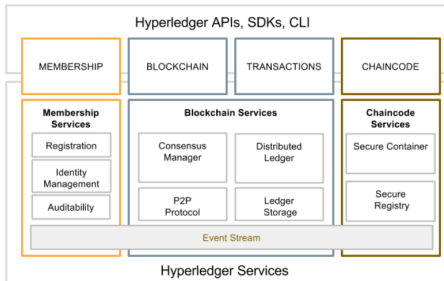 Hyperledger APIs, SDKs, CLI
MEMBERSHIP
BLOCKCHAIN
TRANSACTIONS
CHAINCODE
Membership
Services
Registration
Identity
Management
Auditability
Blockchain Services
Consensus
Manager
Distributed
Ledger
P2P
Protocol
Ledger
Storage
Chaincode
Services
Secure Container
Secure
Registry
Event Stream
Hyperledger Services